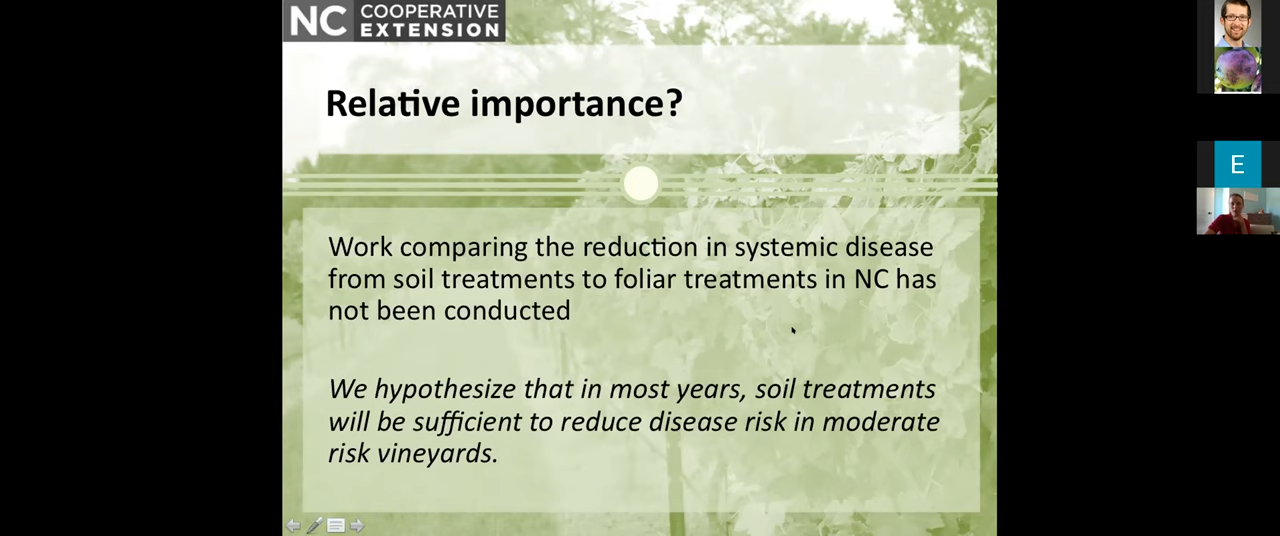 NC COOPERATIVE
EXTENSION
Relative importance?
Work comparing the reduction in systemic disease
from soil treatments to foliar treatments in NC has
not been conducted
We hypothesize that in most years, soil treatments
will be sufficient to reduce disease risk in moderate
risk vineyards.
E